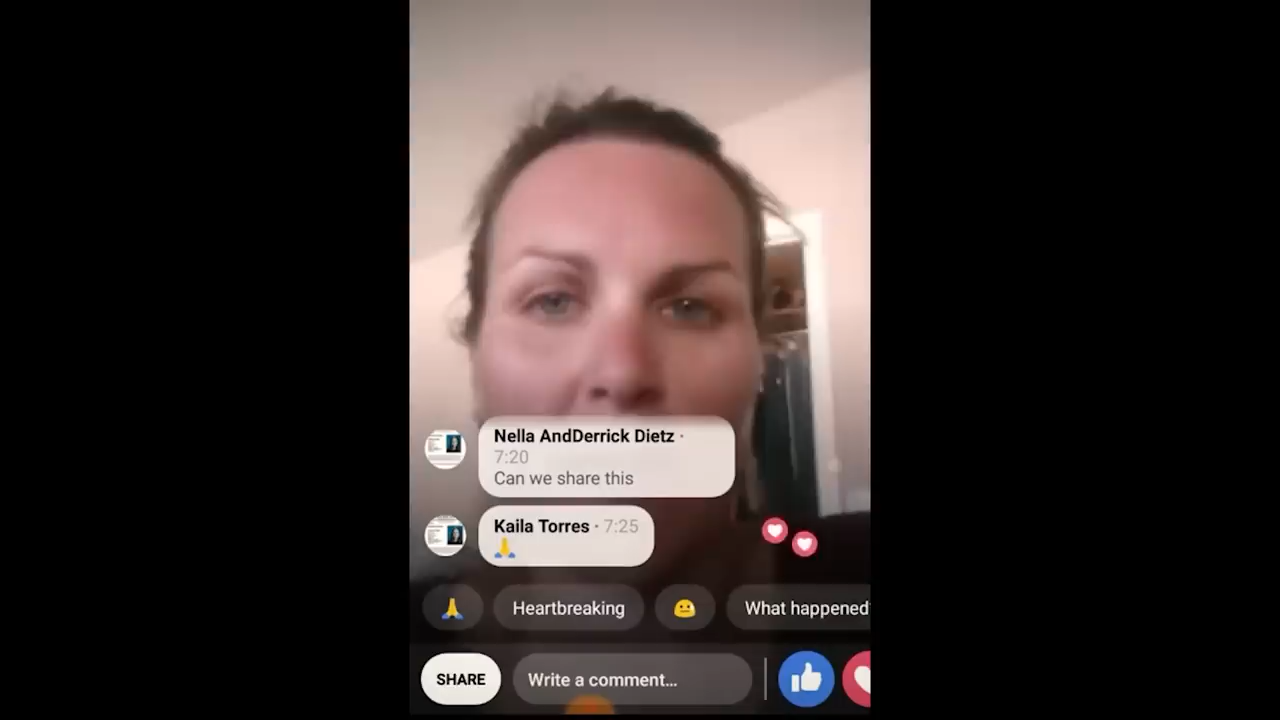 Nella AndDerrick Dietz ·
7:20
Can we share this
Kaila Torres · 7:25
🙏
🙏 Heartbreaking 😐 What happened?
SHARE Write a comment...